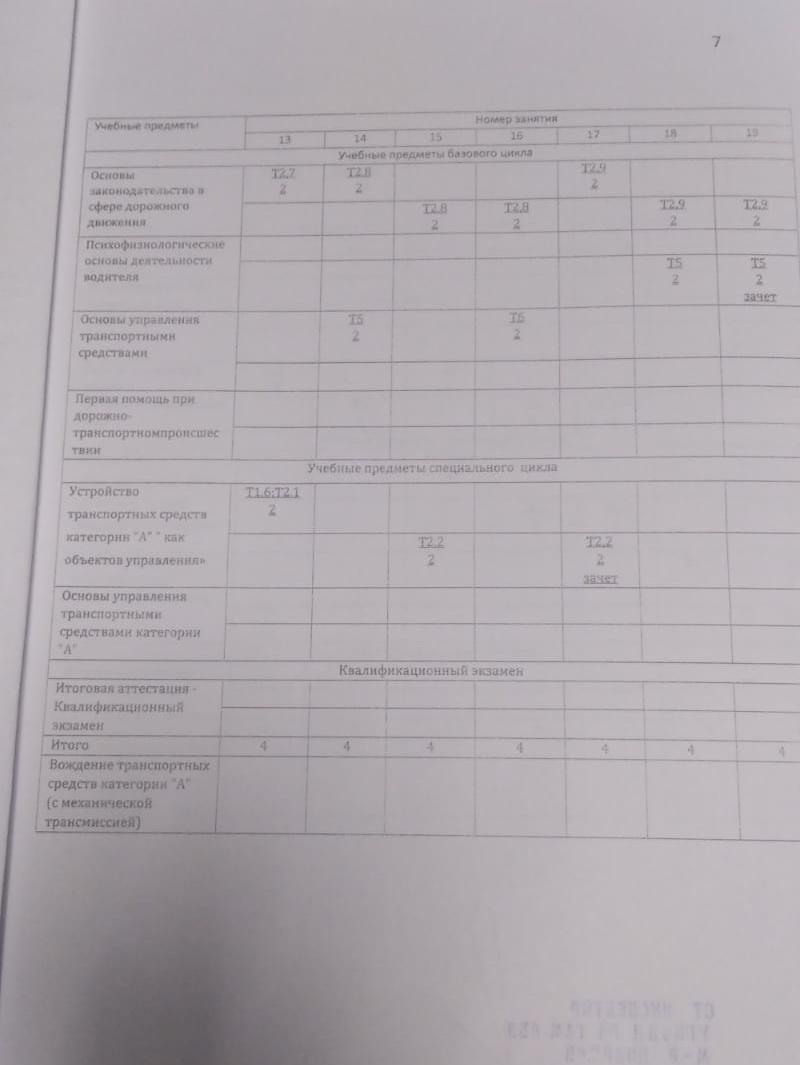 7
Учебные предметы
Номер занятия
13 14 15 16 17 18 19
Учебные предметы базового цикла
Основы
законодательства в
сфере дорожного
движения
Т2.7 Т2.8 Т2.9
2 2 2
Т2.8 Т2.8 Т2.9 Т2.9
2 2 2 2
Психофизиологические
основы деятельности
водителя
Т5 Т5
2 2
зачет
Основы управления
транспортными
средствами
Т5 Т6
2 2
Первая помощь при
дорожно-
транспортномпроисшес
твии
Учебные предметы специального цикла
Устройство
транспортных средств
категории "А" " как
объектов управления»
Т1.6;Т2.1
2
Т2.2 Т2.2
2 2
зачет
Основы управления
транспортными
средствами категории
"А"
Квалификационный экзамен
Итоговая аттестация -
Квалификационный
экзамен
Итого 4 4 4 4 4 4 4
Вождение транспортных
средств категории "А"
(с механической
трансмиссией)